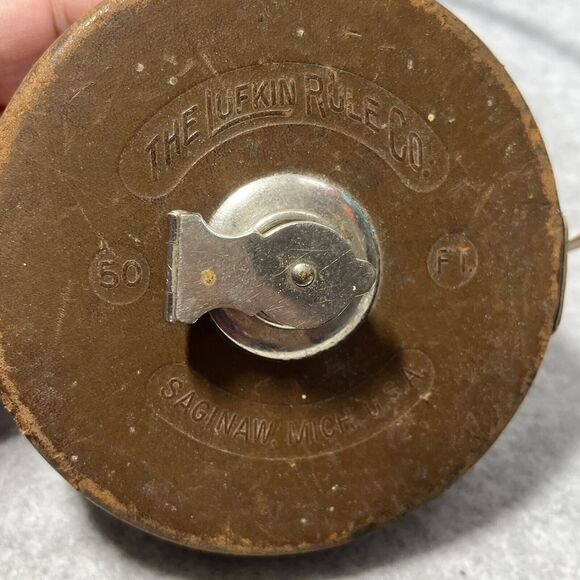 THE LUFKIN RULE CO.
50 FT.
SAGINAW, MICH. U.S.A.